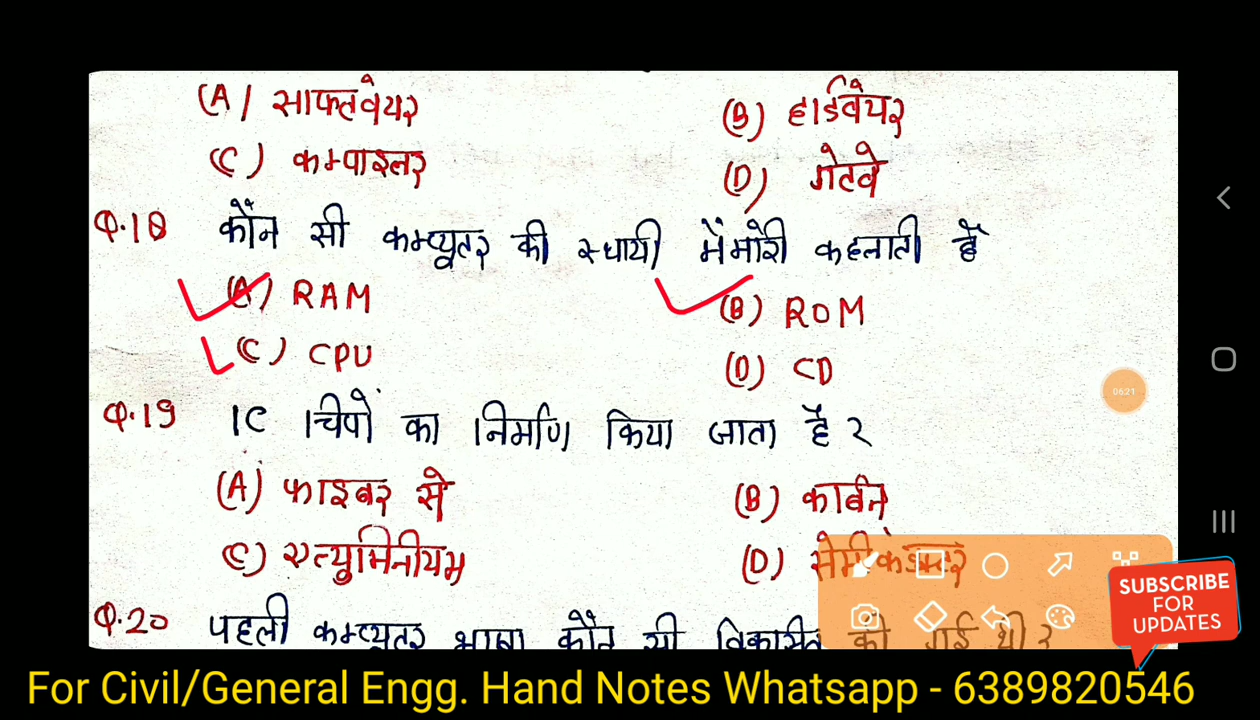 (A) साफ्टवेयर (B) हार्डवेयर
(C) कम्पाइलर (D) गेटवे
Q.18 कौन सी कम्प्यूटर की स्थायी मेंमोरी कहलाती है
(A) RAM (B) ROM
(C) CPU (D) CD
Q.19 IC चिपों का निर्माण किया जाता है ?
(A) फाइबर से (B) कार्बन
(C) एल्युमिनीयम (D) सेमीकंडक्टर
Q.20 पहली कम्प्यूटर भाषा कौन सी विकासित की गई थी ?
06:21
SUBSCRIBE
FOR
UPDATES
For Civil/General Engg. Hand Notes Whatsapp - 6389820546